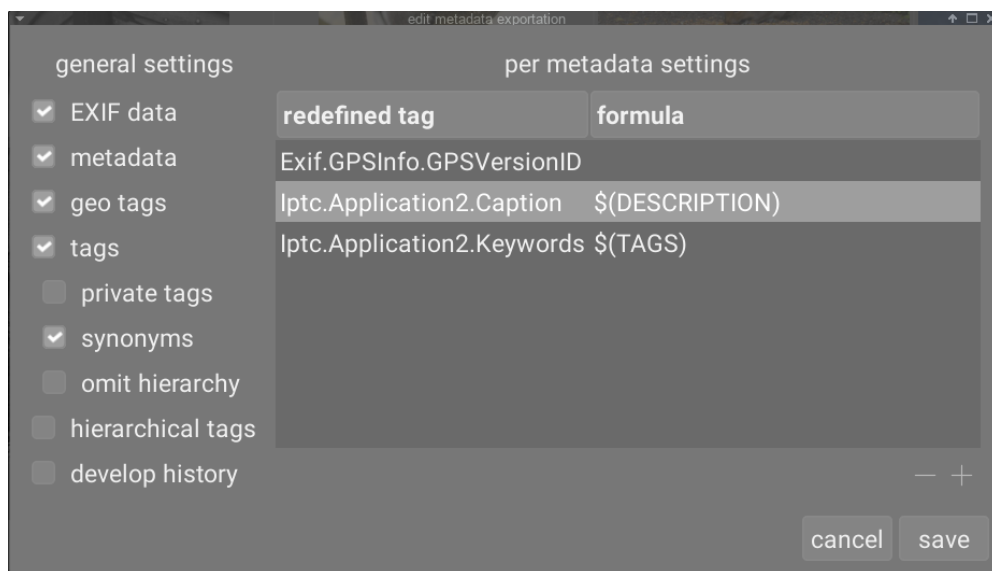 edit metadata exportation
general settings
per metadata settings
EXIF data
metadata
geo tags
tags
private tags
synonyms
omit hierarchy
hierarchical tags
develop history
redefined tag formula
Exif.GPSInfo.GPSVersionID
Iptc.Application2.Caption $(DESCRIPTION)
Iptc.Application2.Keywords $(TAGS)
cancel save